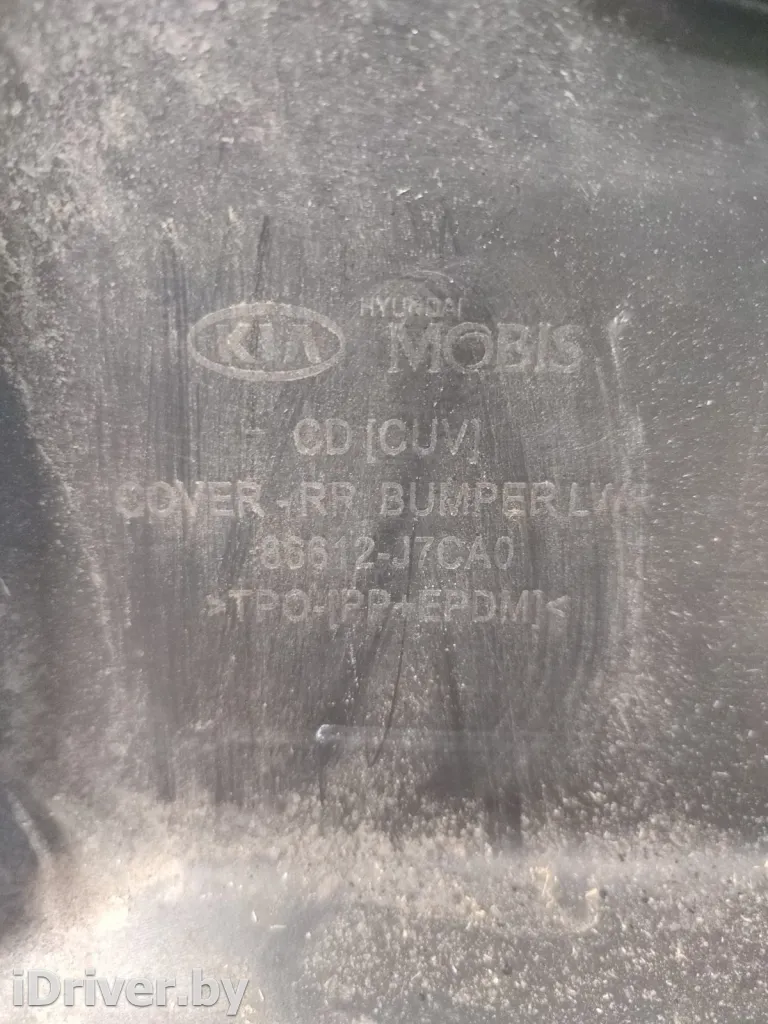 KIA HYUNDAI MOBIS
CD [CUV]
COVER - RR BUMPER LWR
86612-J7CA0
>TPO-[PP+EPDM]<
iDriver.by